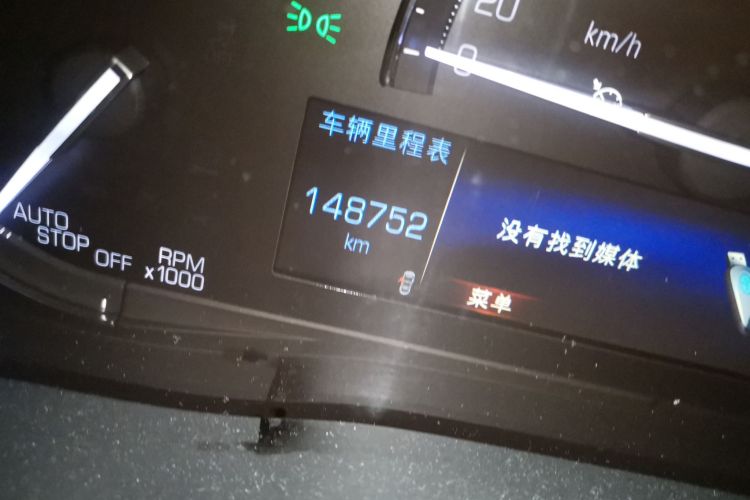 20
km/h
0
车辆里程表
148752
km
没有找到媒体
菜单
AUTO
STOP
OFF
RPM
x1000